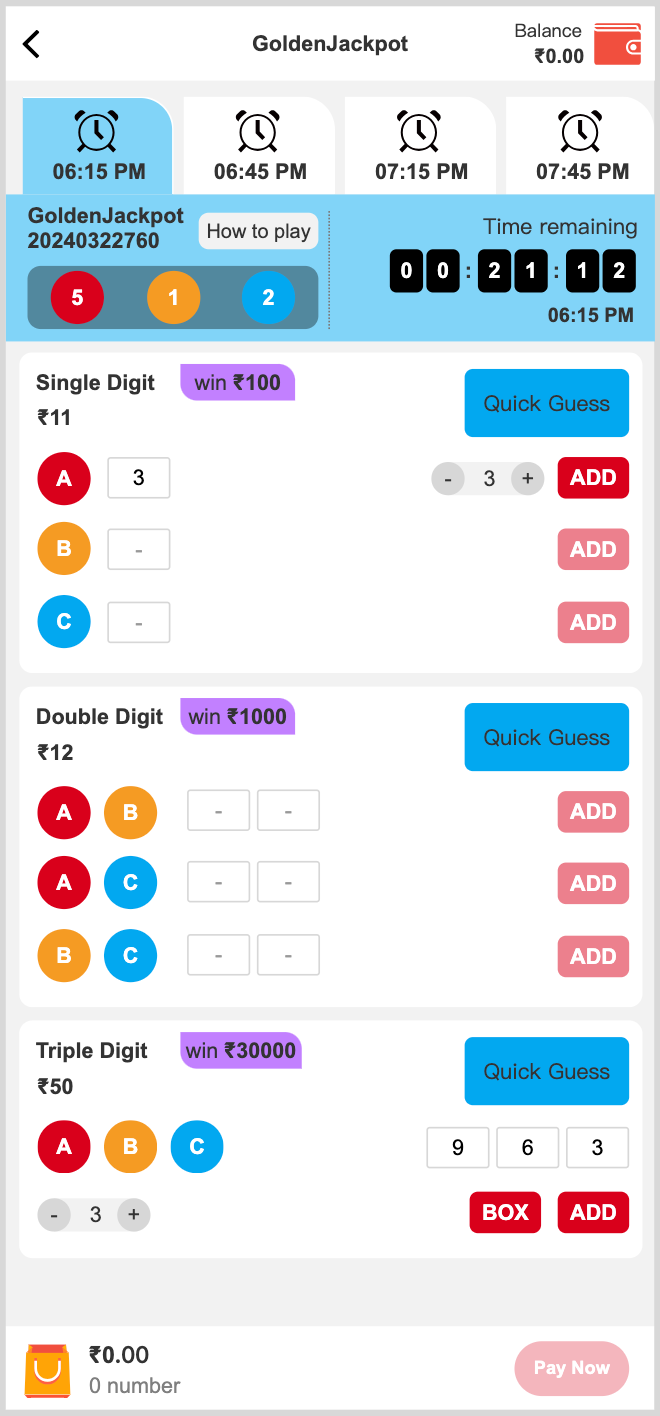 GoldenJackpot
Balance
₹0.00
06:15 PM 06:45 PM 07:15 PM 07:45 PM
GoldenJackpot
20240322760
How to play
5 1 2
Time remaining
0 0 : 2 1 : 1 2
06:15 PM
Single Digit win ₹100
₹11
Quick Guess
A 3 - 3 + ADD
B - ADD
C - ADD
Double Digit win ₹1000
₹12
Quick Guess
A B - - ADD
A C - - ADD
B C - - ADD
Triple Digit win ₹30000
₹50
Quick Guess
A B C 9 6 3
- 3 + BOX ADD
₹0.00
0 number
Pay Now